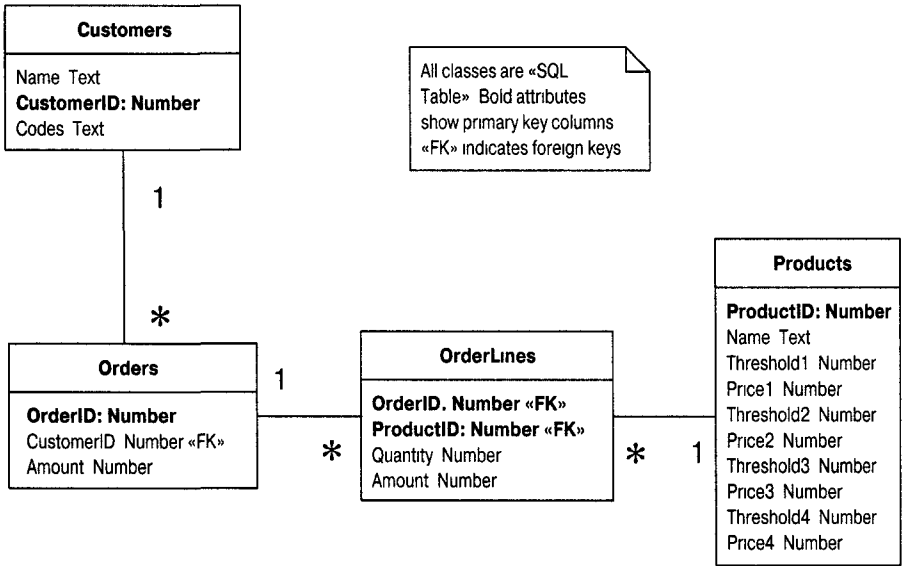 Customers
Name Text
CustomerID: Number
Codes Text
All classes are «SQL
Table» Bold attributes
show primary key columns
«FK» indicates foreign keys
1
*
Orders
OrderID: Number
CustomerID Number «FK»
Amount Number
1
*
OrderLines
OrderID. Number «FK»
ProductID: Number «FK»
Quantity Number
Amount Number
*
1
Products
ProductID: Number
Name Text
Threshold1 Number
Price1 Number
Threshold2 Number
Price2 Number
Threshold3 Number
Price3 Number
Threshold4 Number
Price4 Number